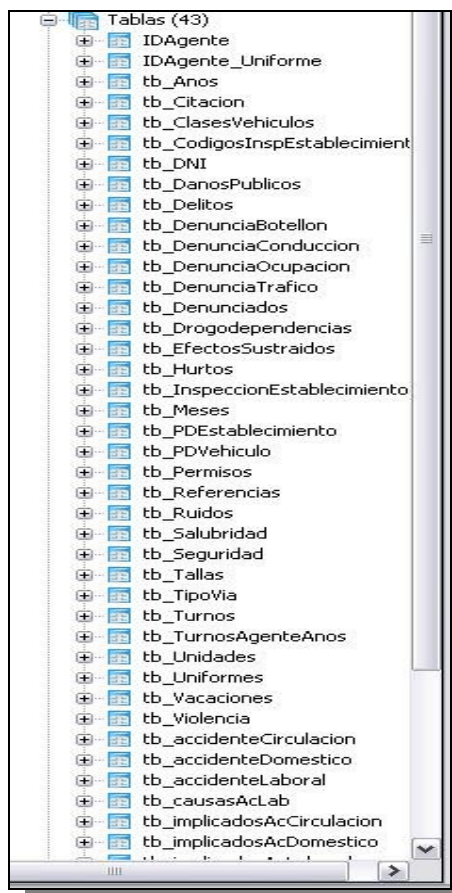 Tablas (43)
IDAgente
IDAgente_Uniforme
tb_Anos
tb_Citacion
tb_ClasesVehiculos
tb_CodigosInspEstablecimient
tb_DNI
tb_DanosPublicos
tb_Delitos
tb_DenunciaBotellon
tb_DenunciaConduccion
tb_DenunciaOcupacion
tb_DenunciaTrafico
tb_Denunciados
tb_Drogodependencias
tb_EfectosSustraidos
tb_Hurtos
tb_InspeccionEstablecimiento
tb_Meses
tb_PDEstablecimiento
tb_PDVehiculo
tb_Permisos
tb_Referencias
tb_Ruidos
tb_Salubridad
tb_Seguridad
tb_Tallas
tb_TipoVia
tb_Turnos
tb_TurnosAgenteAnos
tb_Unidades
tb_Uniformes
tb_Vacaciones
tb_Violencia
tb_accidenteCirculacion
tb_accidenteDomestico
tb_accidenteLaboral
tb_causasAcLab
tb_implicadosAcCirculacion
tb_implicadosAcDomestico